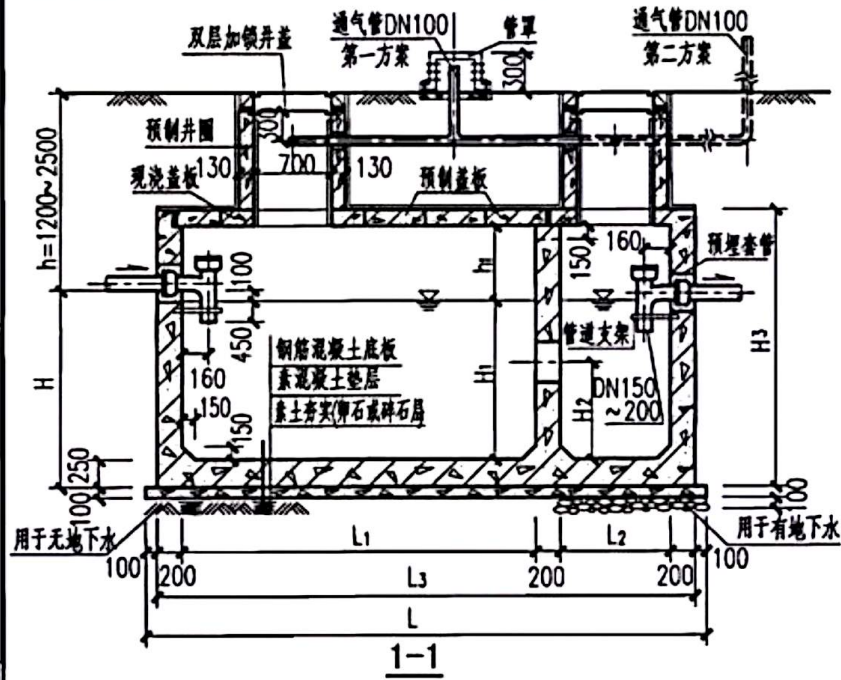 通气管DN100
第一方案
管罩
通气管DN100
第二方案
双层加锁井盖
300
300
预制井圈
130
700
130
现浇盖板
预制盖板
h=1200~2500
160
150
预埋套管
100
h₁₁
450
管道支架
H₃
H
钢筋混凝土底板
素混凝土垫层
素土夯实(卵石或碎石层)
H₁
H₂
DN150
~200
160
150
150
250
100
100
用于无地下水
用于有地下水
L₁
L₂
100
200
200
200
100
L₃
L
1-1